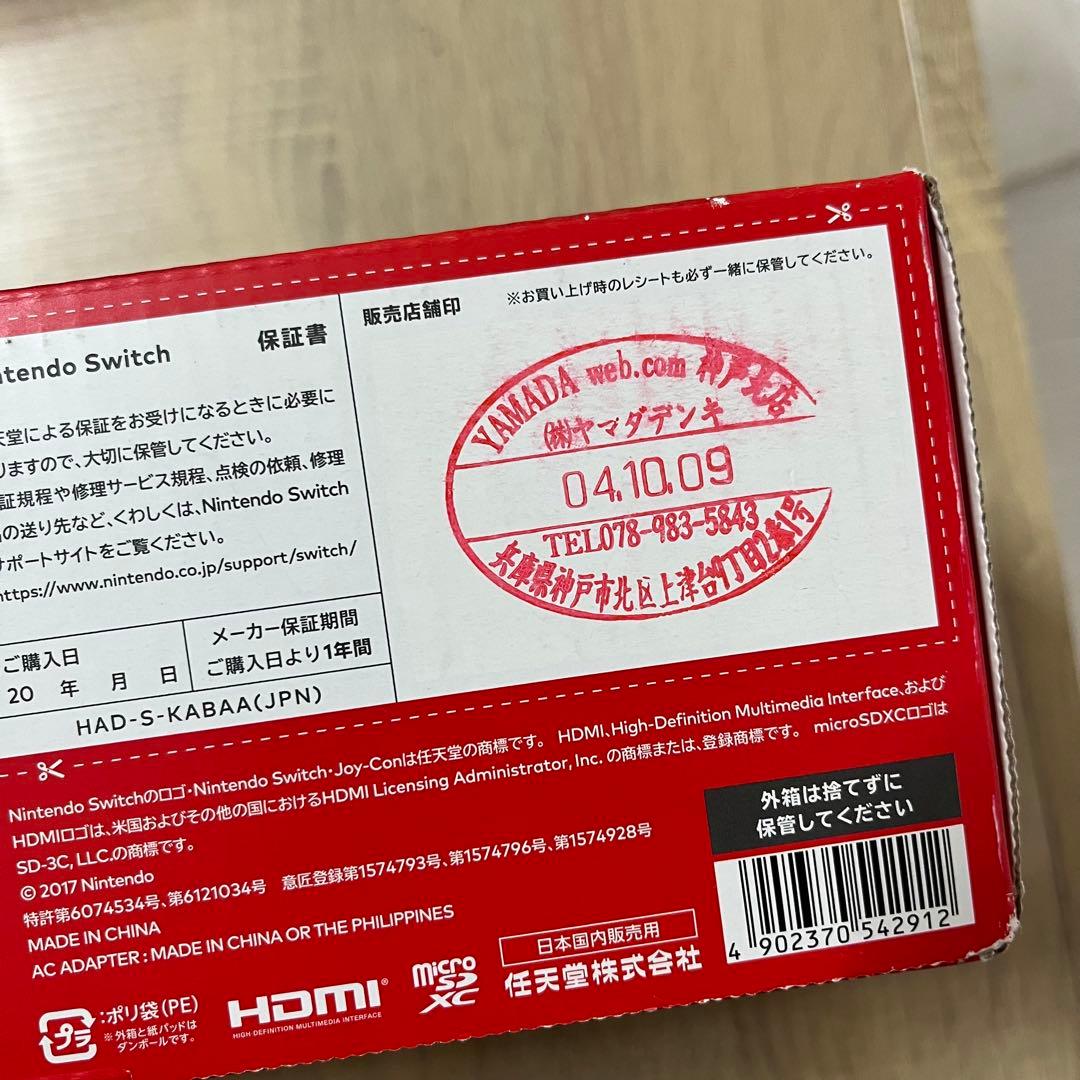 ※お買い上げ時のレシートも必ず一緒に保管してください。
販売店舗印
ntendo Switch
保証書
天堂による保証をお受けになるときに必要に
りますので、大切に保管してください。
証規程や修理サービス規程、点検の依頼、修理
の送り先など、くわしくは、Nintendo Switch
サポートサイトをご覧ください。
https://www.nintendo.co.jp/support/switch/
ご購入日
20 年 月 日
メーカー保証期間
ご購入日より1年間
HAD-S-KABAA(JPN)
YAMADA web.com 神戸支店
(株)ヤマダデンキ
04.10.09
TEL078-983-5843
兵庫県神戸市北区上津台9丁目2番1号
Nintendo Switchのロゴ・Nintendo Switch・Joy-Conは任天堂の商標です。 HDMI、High-Definition Multimedia Interface、および
HDMIロゴは、米国およびその他の国におけるHDMI Licensing Administrator, Inc. の商標または、登録商標です。 microSDXCロゴは
SD-3C, LLC.の商標です。
© 2017 Nintendo
特許第6074534号、第6121034号 意匠登録第1574793号、第1574796号、第1574928号
MADE IN CHINA
AC ADAPTER : MADE IN CHINA OR THE PHILIPPINES
外箱は捨てずに
保管してください
4 902370 542912
プラ
:ポリ袋(PE)
※外箱と紙パッドは
ダンボールです。
HDMI®
HIGH-DEFINITION MULTIMEDIA INTERFACE
micro
SD
XC
日本国内販売用
任天堂株式会社